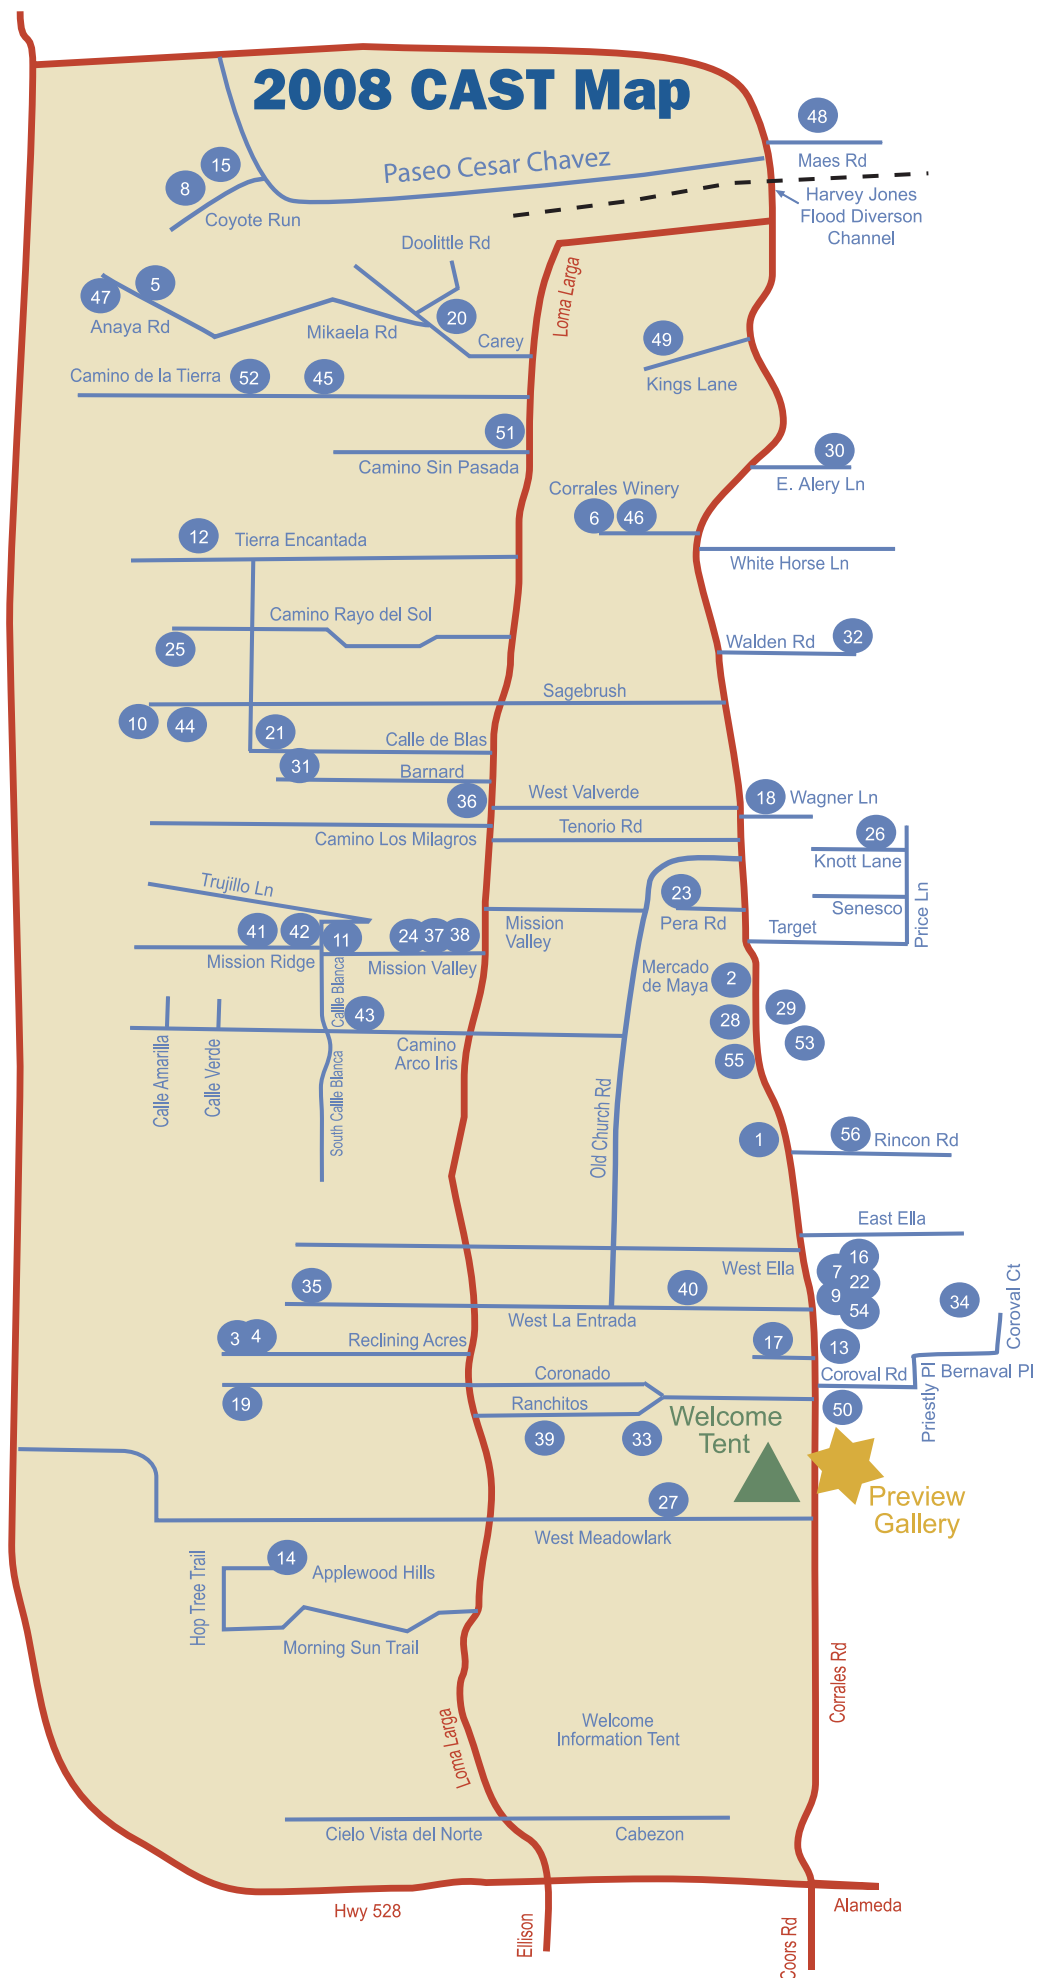 2008 CAST Map
48
Maes Rd
Paseo Cesar Chavez
15
8
Coyote Run
Harvey Jones
Flood Diverson
Channel
Doolittle Rd
Loma Larga
5
47
Anaya Rd
Mikaela Rd
20
Carey
49
Kings Lane
Camino de la Tierra
52
45
51
Camino Sin Pasada
30
E. Alery Ln
Corrales Winery
6
46
12
Tierra Encantada
White Horse Ln
Camino Rayo del Sol
25
Walden Rd
32
Sagebrush
10
44
21
Calle de Blas
31
Barnard
36
West Valverde
18
Wagner Ln
Camino Los Milagros
Tenorio Rd
26
Knott Lane
Trujillo Ln
23
Pera Rd
Senesco
Price Ln
Mission
Valley
Target
41
42
11
24
37
38
Mission Ridge
Mission Valley
Mercado
de Maya
2
Callle Blanca
43
28
29
53
55
Camino
Arco Iris
Calle Amarilla
Calle Verde
South Callle Blanca
Old Church Rd
1
56
Rincon Rd
East Ella
West Ella
16
7
22
9
54
34
Coroval Ct
35
40
West La Entrada
3
4
Reclining Acres
17
13
Coroval Rd
Bernaval Pl
Priestly Pl
Coronado
19
Ranchitos
39
33
50
Welcome
Tent
Preview
Gallery
27
West Meadowlark
14
Applewood Hills
Hop Tree Trail
Morning Sun Trail
Corrales Rd
Loma Larga
Welcome
Information Tent
Cielo Vista del Norte
Cabezon
Hwy 528
Ellison
Alameda
Coors Rd